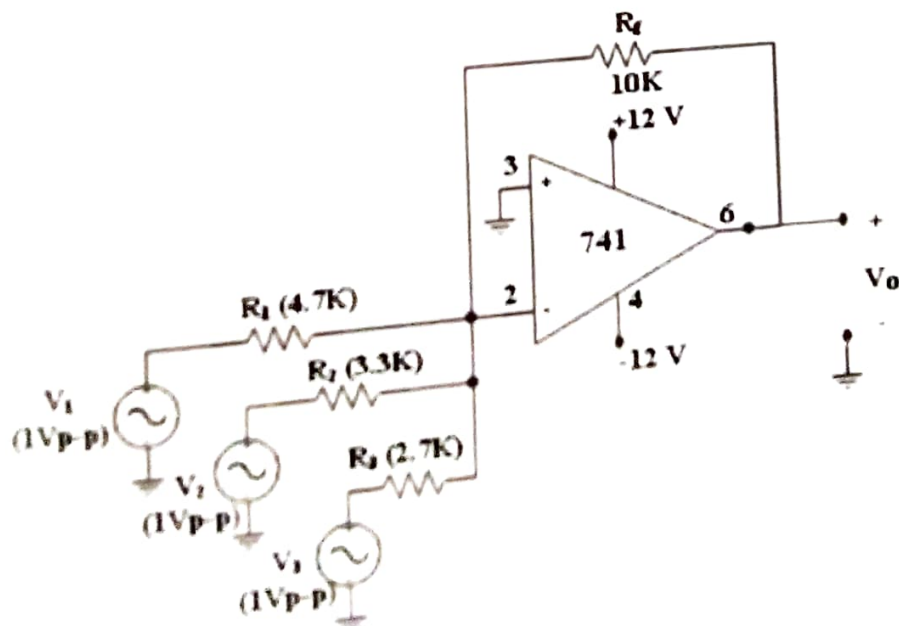 Rf
10K
+12 V
3
+
741
6
+
2
-
4
Vo
-
-12 V
R1 (4.7K)
R2 (3.3K)
V1
(1Vp-p)
R3 (2.7K)
V2
(1Vp-p)
V3
(1Vp-p)